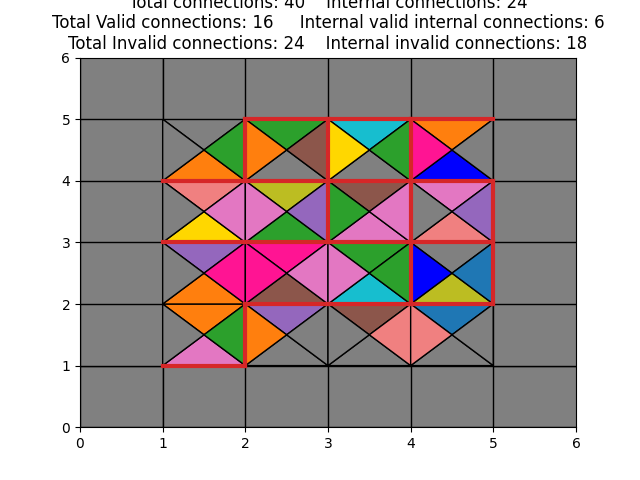 Total connections: 40    Internal connections: 24
Total Valid connections: 16    Internal valid internal connections: 6
Total Invalid connections: 24    Internal invalid connections: 18
6
5
4
3
2
1
0
0 1 2 3 4 5 6